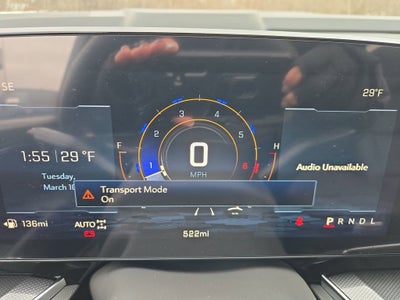 SE
29°F
1:55 29°F
Tuesday,
March 18
2 3 4 5
1 6
F H
0
MPH
Audio Unavailable
Transport Mode
On
136mi
AUTO
522mi
P R N D L